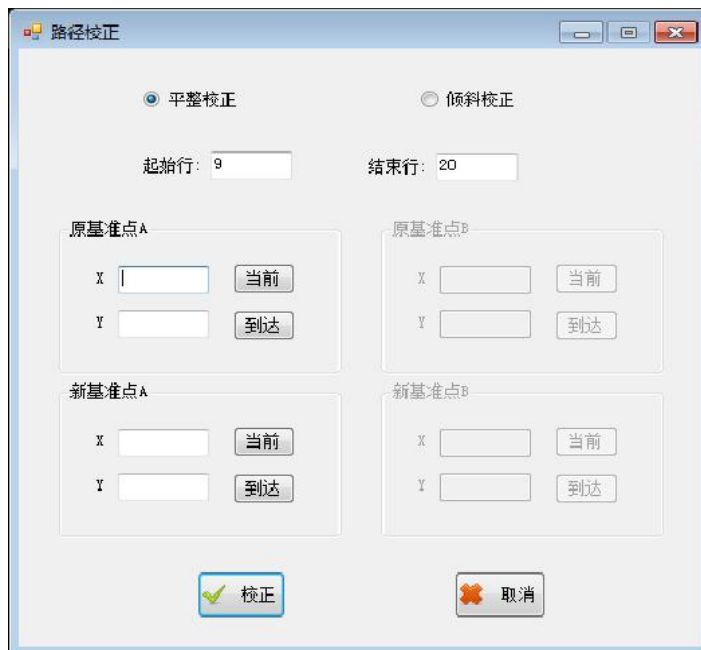 路径校正
平整校正 倾斜校正
起始行: 9 结束行: 20
原基准点A 原基准点B
X 当前 X 当前
Y 到达 Y 到达
新基准点A 新基准点B
X 当前 X 当前
Y 到达 Y 到达
校正 取消